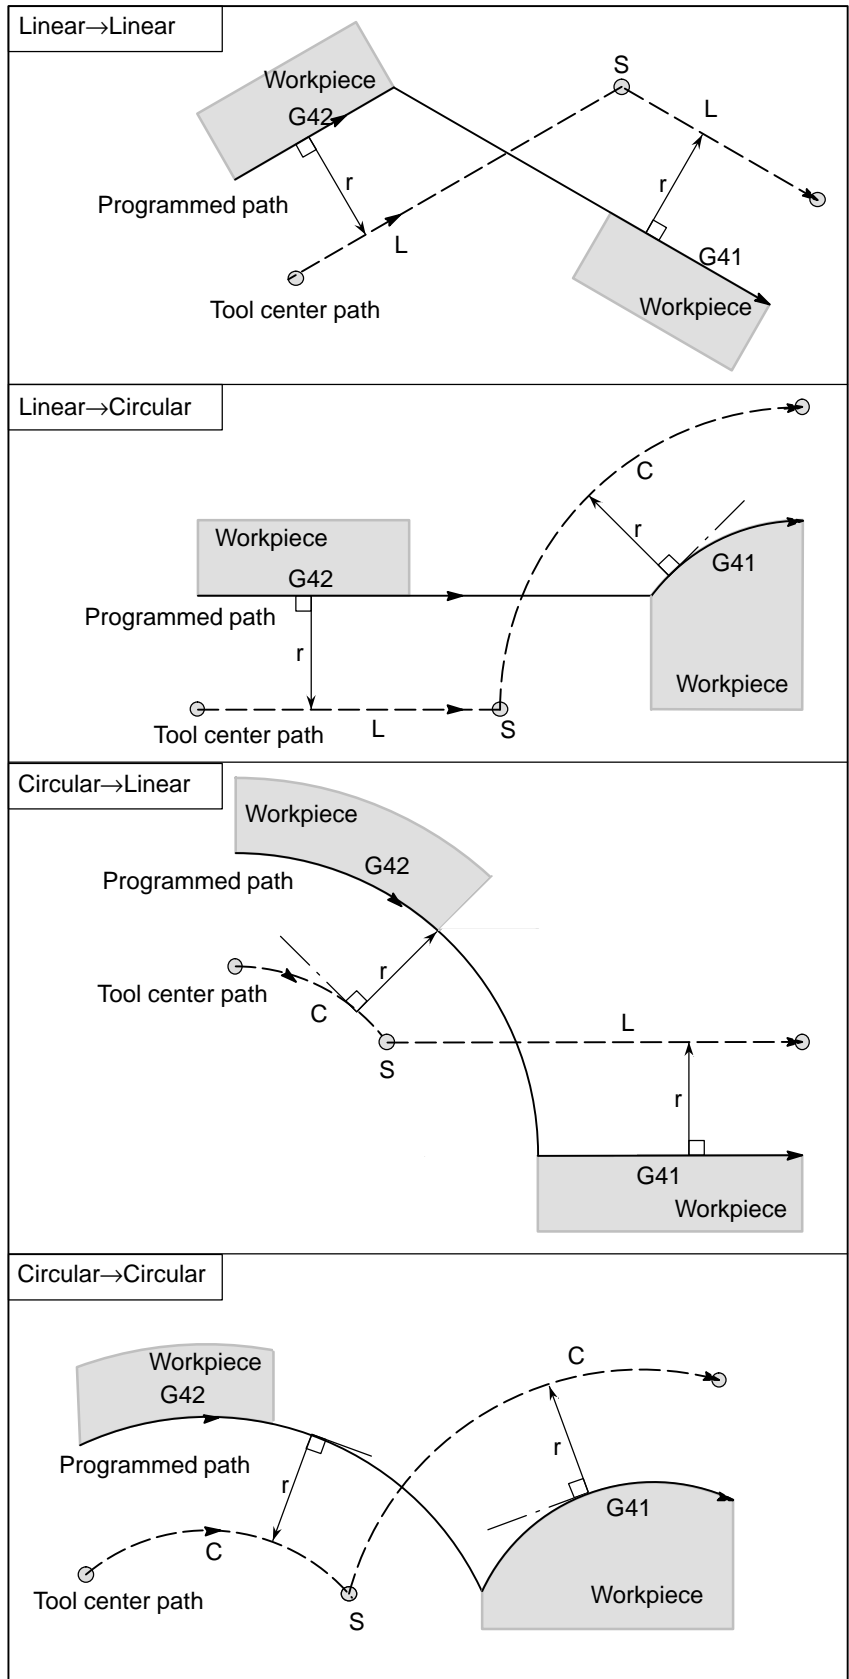 Linear→Linear
Workpiece
G42
r
Programmed path
L
Tool center path
S
L
r
G41
Workpiece
Linear→Circular
C
r
Workpiece
G42
G41
Programmed path
r
Workpiece
Tool center path
L
S
Circular→Linear
Workpiece
G42
Programmed path
r
Tool center path
C
L
S
r
G41
Workpiece
Circular→Circular
Workpiece
G42
C
Programmed path
r
r
G41
C
Tool center path
S
Workpiece